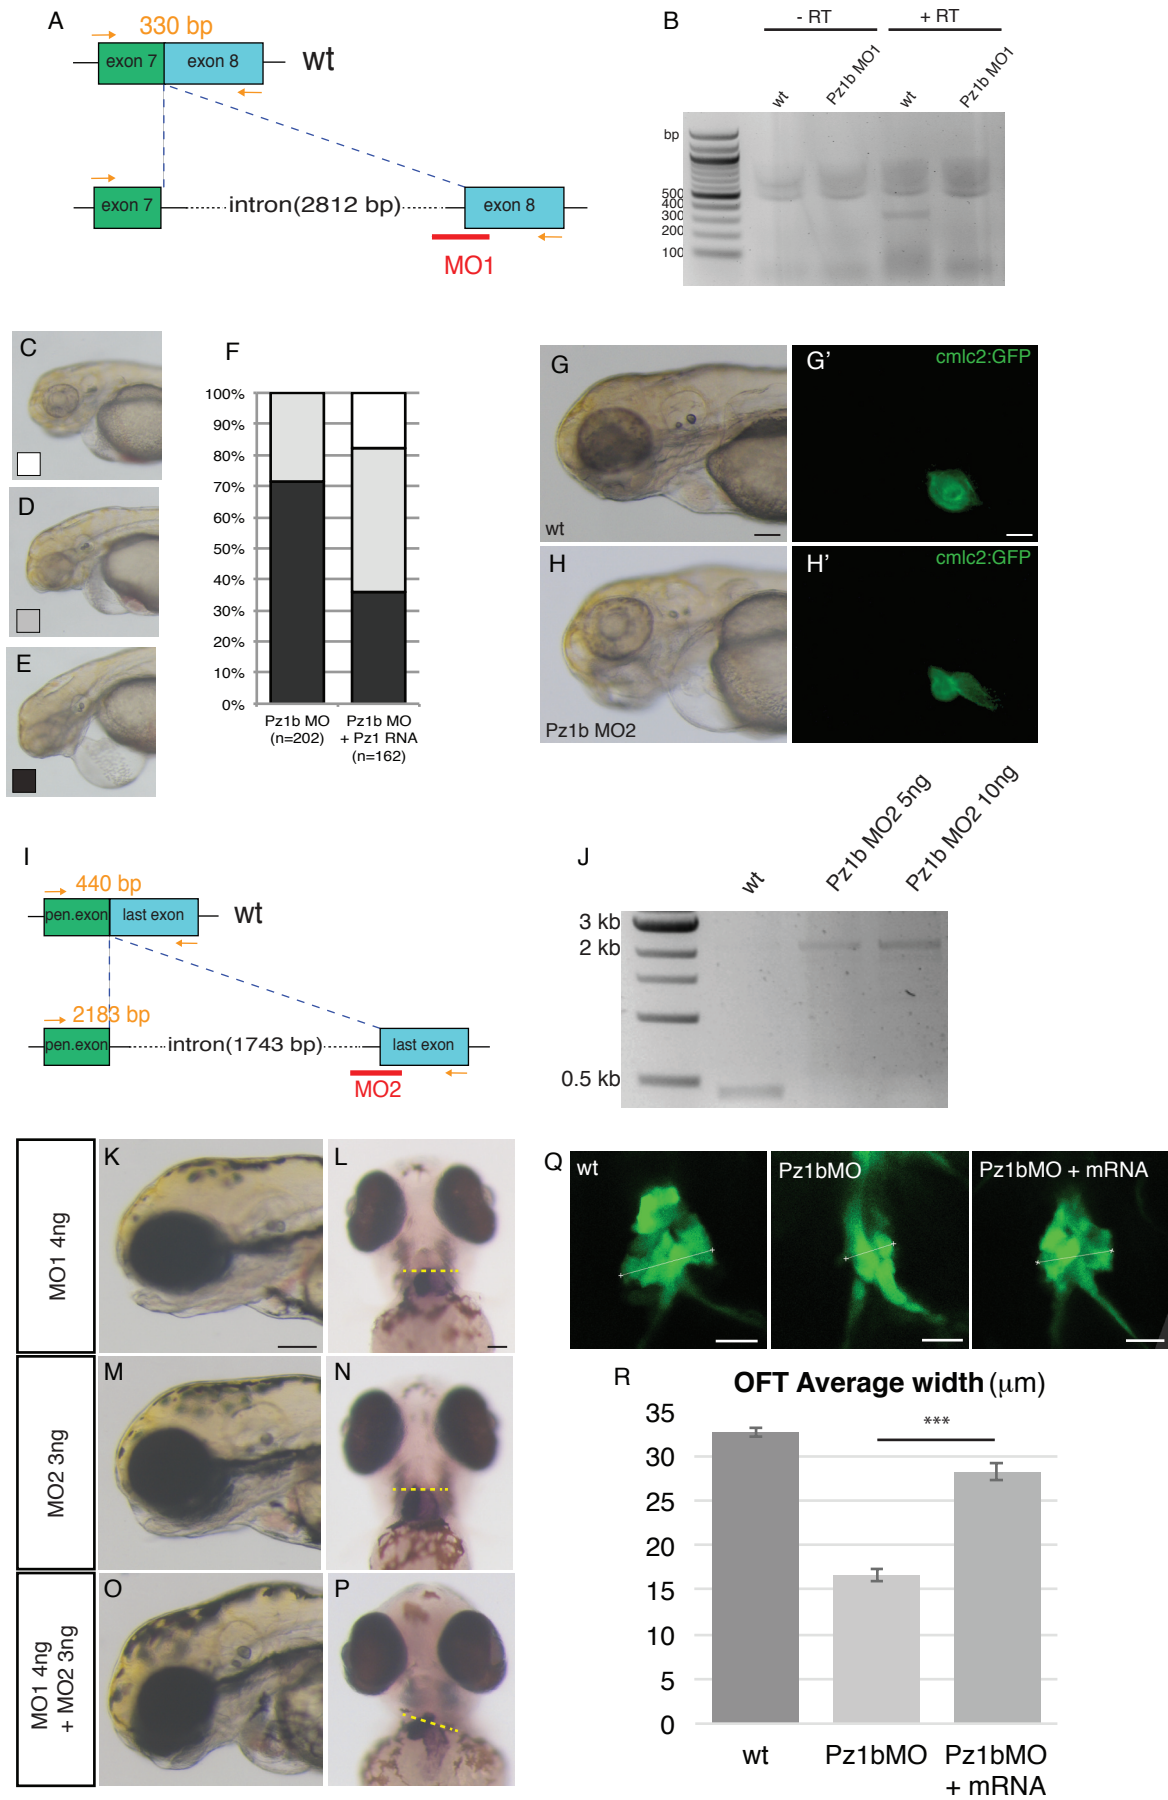 A
330 bp
exon 7
exon 8
wt
exon 7
intron(2812 bp)
exon 8
MO1
B
- RT
+ RT
wt
Pz1b MO1
wt
Pz1b MO1
bp
500
400
300
200
100
C
D
E
F
100%
90%
80%
70%
60%
50%
40%
30%
20%
10%
0%
Pz1b MO
(n=202)
Pz1b MO
+ Pz1 RNA
(n=162)
G
wt
G'
cmlc2:GFP
H
Pz1b MO2
H'
cmlc2:GFP
I
440 bp
pen.exon
last exon
wt
2183 bp
pen.exon
intron(1743 bp)
last exon
MO2
J
wt
Pz1b MO2 5ng
Pz1b MO2 10ng
3 kb
2 kb
0.5 kb
MO1 4ng
K
L
MO2 3ng
M
N
MO1 4ng
+ MO2 3ng
O
P
Q
wt
Pz1bMO
Pz1bMO + mRNA
R
OFT Average width (μm)
35
30
25
20
15
10
5
0
***
wt
Pz1bMO
Pz1bMO
+ mRNA